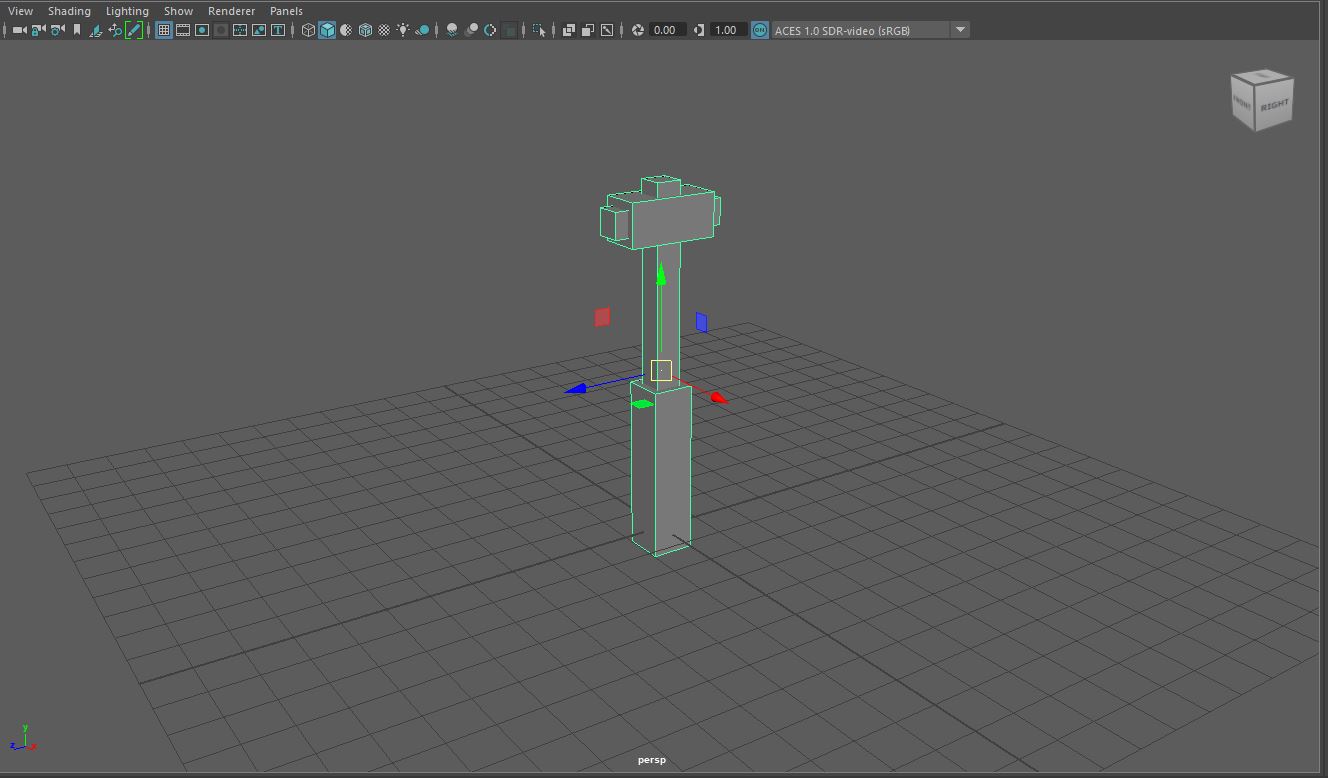 View Shading Lighting Show Renderer Panels
0.00 1.00 ON ACES 1.0 SDR-video (sRGB)
FRONT RIGHT
y
z x
persp